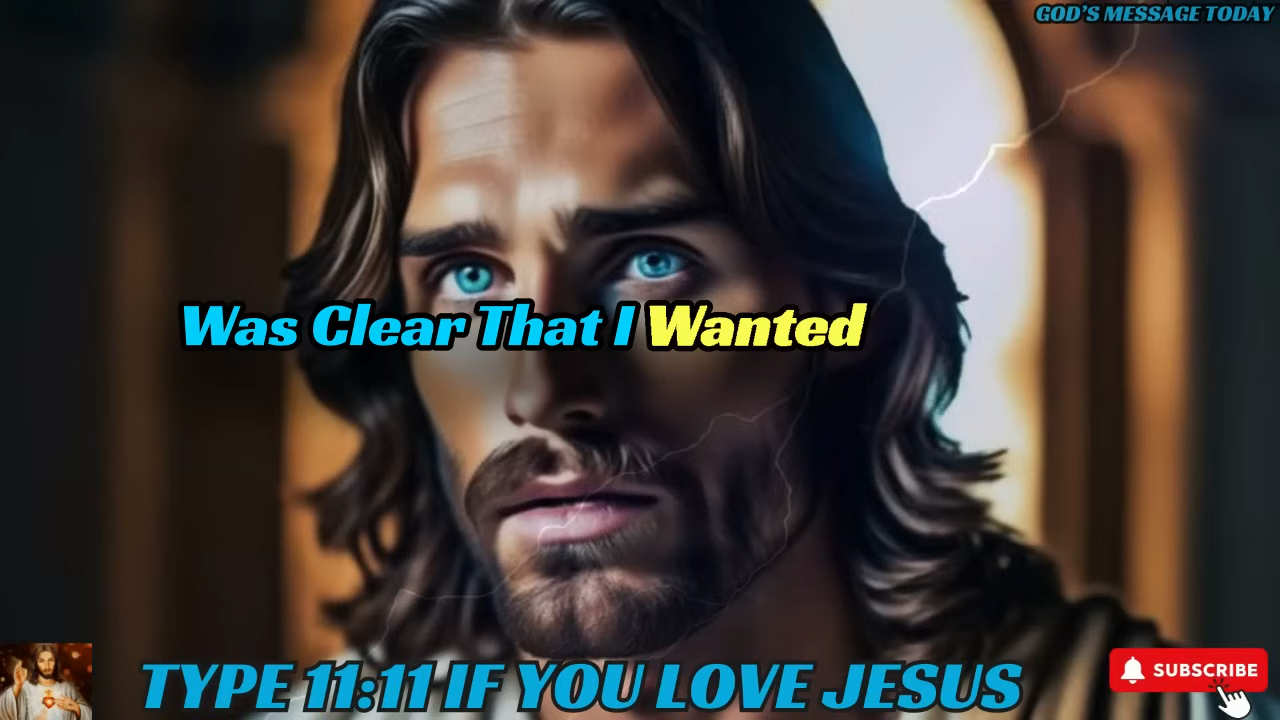 GOD'S MESSAGE TODAY
Was Clear That I Wanted
TYPE 11:11 IF YOU LOVE JESUS
SUBSCRIBE